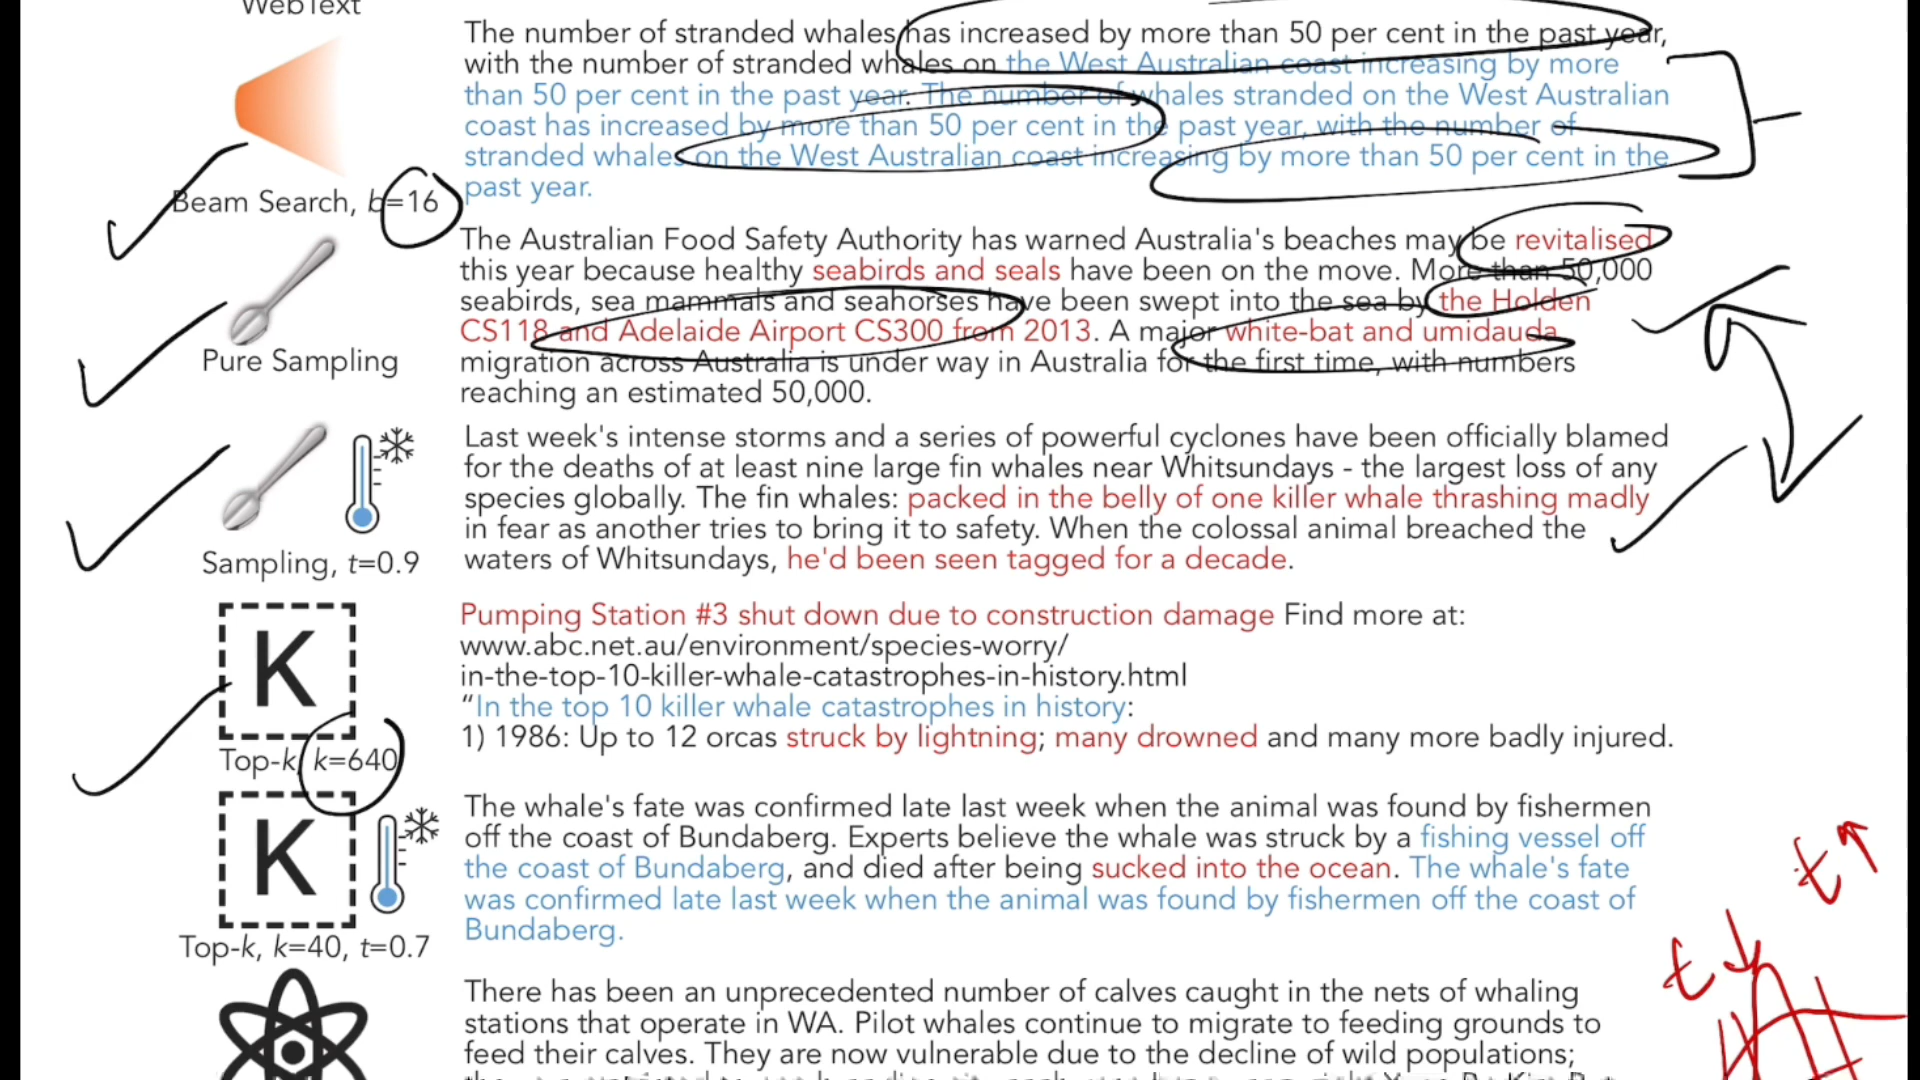 WebText
The number of stranded whales has increased by more than 50 per cent in the past year,
with the number of stranded whales on the West Australian coast increasing by more
than 50 per cent in the past year. The number of whales stranded on the West Australian
coast has increased by more than 50 per cent in the past year, with the number of
stranded whales on the West Australian coast increasing by more than 50 per cent in the
past year.
Beam Search, b=16
The Australian Food Safety Authority has warned Australia's beaches may be revitalised
this year because healthy seabirds and seals have been on the move. More than 50,000
seabirds, sea mammals and seahorses have been swept into the sea by the Holden
CS118 and Adelaide Airport CS300 from 2013. A major white-bat and umidauda
migration across Australia is under way in Australia for the first time, with numbers
reaching an estimated 50,000.
Pure Sampling
Last week's intense storms and a series of powerful cyclones have been officially blamed
for the deaths of at least nine large fin whales near Whitsundays - the largest loss of any
species globally. The fin whales: packed in the belly of one killer whale thrashing madly
in fear as another tries to bring it to safety. When the colossal animal breached the
waters of Whitsundays, he'd been seen tagged for a decade.
Sampling, t=0.9
Pumping Station #3 shut down due to construction damage Find more at:
www.abc.net.au/environment/species-worry/
in-the-top-10-killer-whale-catastrophes-in-history.html
“In the top 10 killer whale catastrophes in history:
1) 1986: Up to 12 orcas struck by lightning; many drowned and many more badly injured.
K
Top-k, k=640
The whale's fate was confirmed late last week when the animal was found by fishermen
off the coast of Bundaberg. Experts believe the whale was struck by a fishing vessel off
the coast of Bundaberg, and died after being sucked into the ocean. The whale's fate
was confirmed late last week when the animal was found by fishermen off the coast of
Bundaberg.
K
Top-k, k=40, t=0.7
t↑
t↓
There has been an unprecedented number of calves caught in the nets of whaling
stations that operate in WA. Pilot whales continue to migrate to feeding grounds to
feed their calves. They are now vulnerable due to the decline of wild populations;